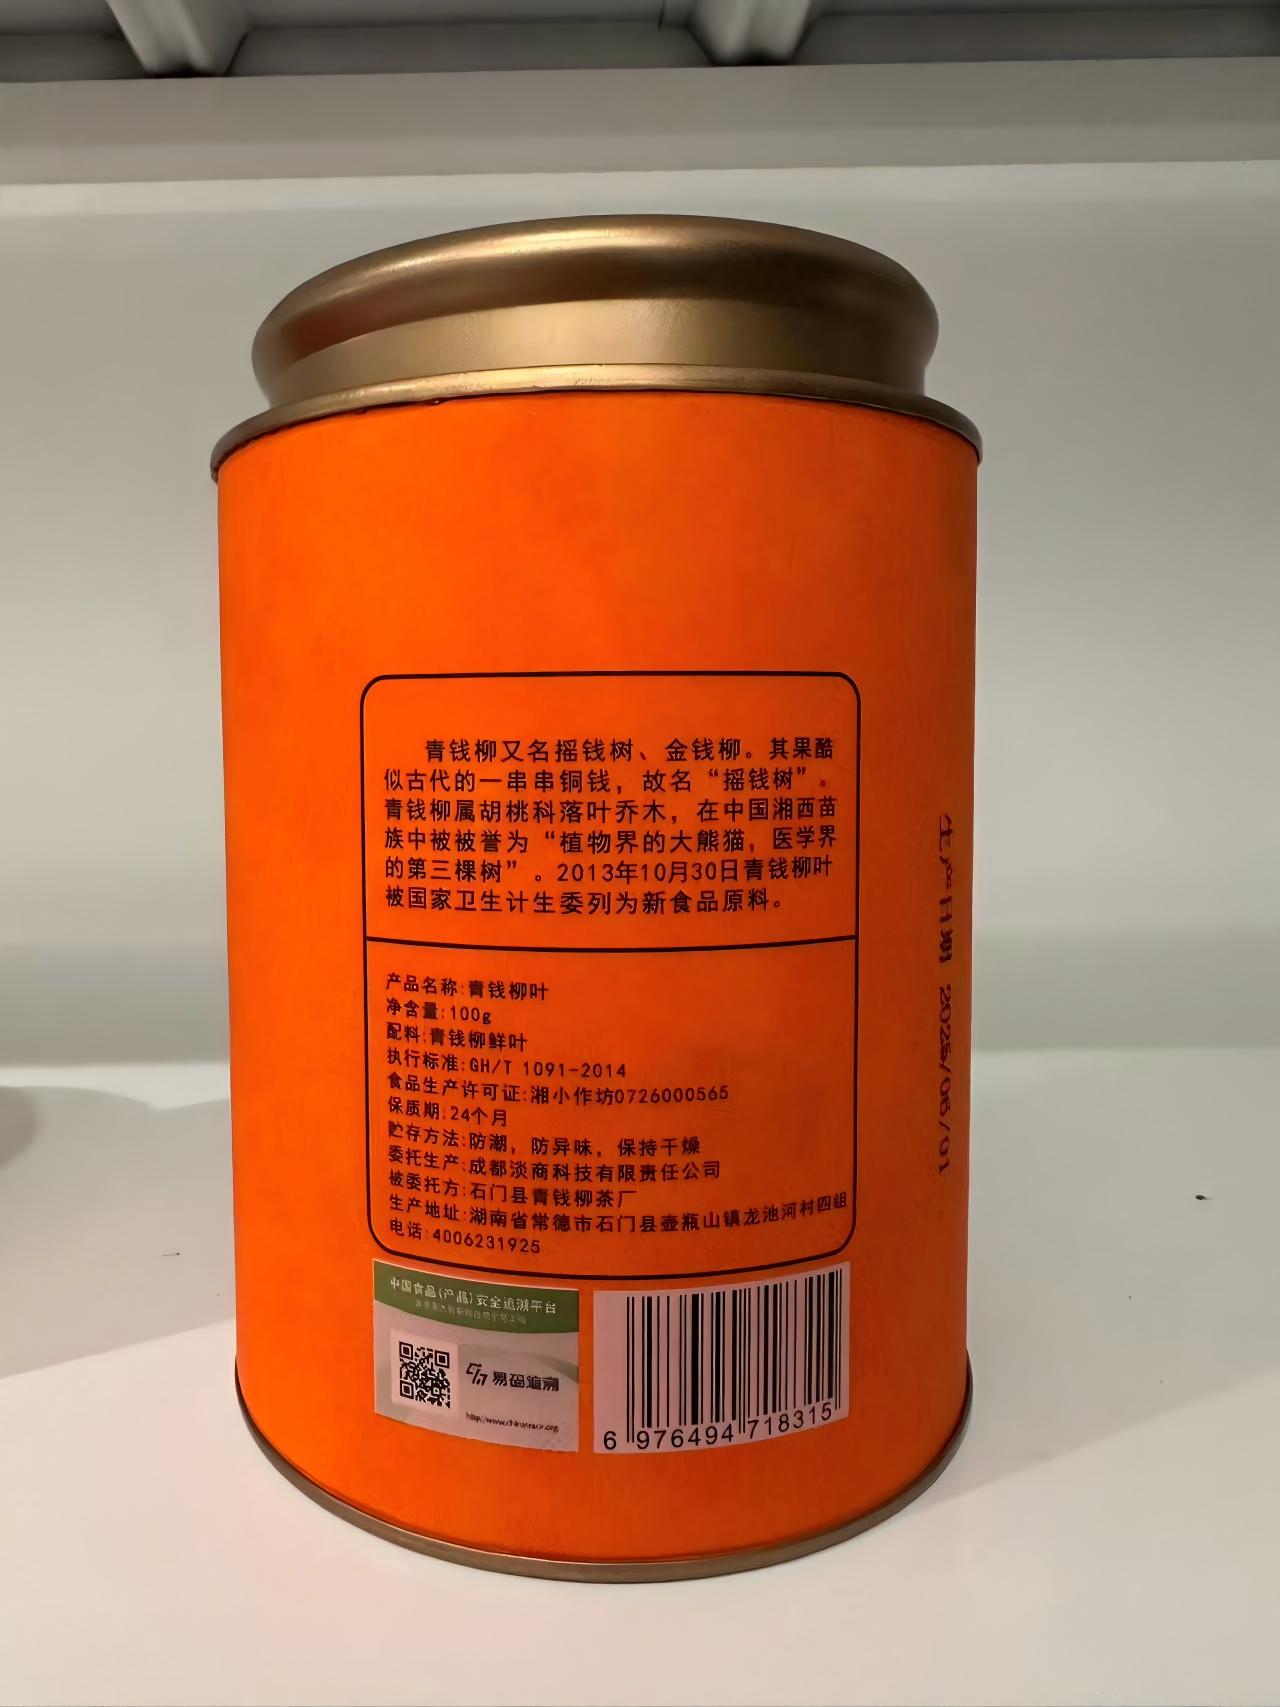 青钱柳又名摇钱树、金钱柳。其果酷
似古代的一串串铜钱，故名“摇钱树”.
青钱柳属胡桃科落叶乔木，在中国湘西苗
族中被被誉为“植物界的大熊猫，医学界
的第三棵树”。2013年10月30日青钱柳叶
被国家卫生计生委列为新食品原料。
产品名称:青钱柳叶
净含量:100g
配料:青钱柳鲜叶
执行标准:GH/T 1091-2014
食品生产许可证:湘小作坊0726000565
保质期:24个月
贮存方法:防潮，防异味，保持干燥
委托生产:成都淡商科技有限责任公司
被委托方:石门县青钱柳茶厂
生产地址:湖南省常德市石门县壶瓶山镇龙池河村四组
电话:4006231925
中国食品(产品)安全追溯平台
易码追溯
6 976494 718315
生产日期 2025/06/01